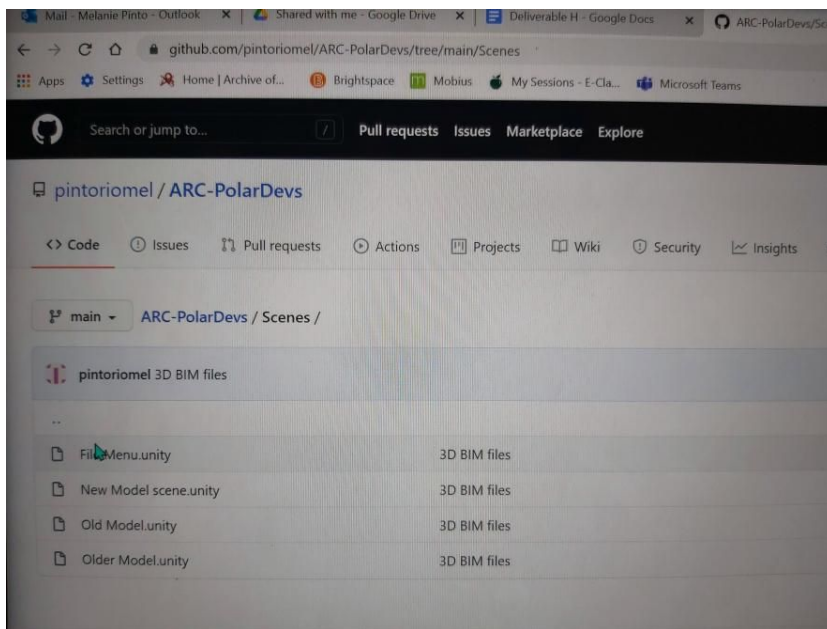 Mail - Melanie Pinto - Outlook × Shared with me - Google Drive × Deliverable H - Google Docs × ARC-PolarDevs/Sc
github.com/pintoriomel/ARC-PolarDevs/tree/main/Scenes
Apps Settings Home | Archive of... Brightspace Mobius My Sessions - E-Cla... Microsoft Teams
Search or jump to... / Pull requests Issues Marketplace Explore
pintoriomel / ARC-PolarDevs
<> Code Issues Pull requests Actions Projects Wiki Security Insights
main ARC-PolarDevs / Scenes /
pintoriomel 3D BIM files
..
Menu.unity 3D BIM files
New Model scene.unity 3D BIM files
Old Model.unity 3D BIM files
Older Model.unity 3D BIM files